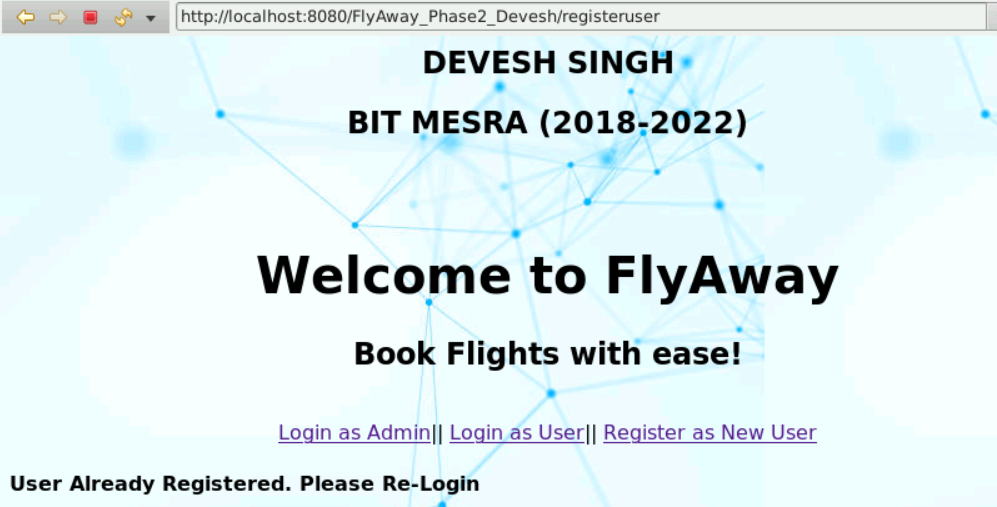 http://localhost:8080/FlyAway_Phase2_Devesh/registeruser
DEVESH SINGH
BIT MESRA (2018-2022)
Welcome to FlyAway
Book Flights with ease!
Login as Admin|| Login as User|| Register as New User
User Already Registered. Please Re-Login